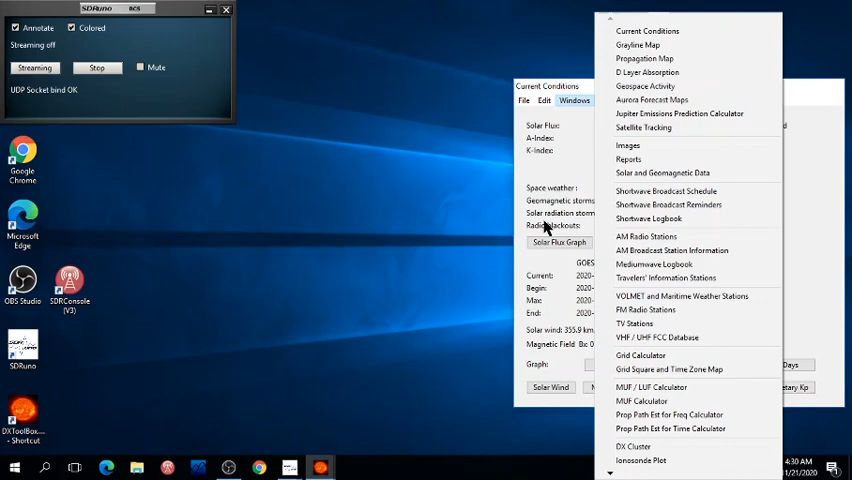 SDRuno BCS
Annotate Colored
Streaming off
Streaming Stop Mute
UDP Socket bind OK
Google Chrome
Microsoft Edge
OBS Studio
SDRConsole (V3)
SDRuno
DXToolBox.... - Shortcut
Current Conditions
File Edit Windows
Solar Flux:
A-Index:
K-Index:
Space weather :
Geomagnetic storms
Solar radiation storm
Radio blackouts:
Solar Flux Graph
GOES
Current: 2020-
Begin: 2020-
Max: 2020-
End: 2020-
Solar wind: 355.9 km.
Magnetic Field Bx: 0
Graph:
Days
Solar Wind
etary Kp
Current Conditions
Grayline Map
Propagation Map
D Layer Absorption
Geospace Activity
Aurora Forecast Maps
Jupiter Emissions Prediction Calculator
Satellite Tracking
Images
Reports
Solar and Geomagnetic Data
Shortwave Broadcast Schedule
Shortwave Broadcast Reminders
Shortwave Logbook
AM Radio Stations
AM Broadcast Station Information
Mediumwave Logbook
Travelers' Information Stations
VOLMET and Maritime Weather Stations
FM Radio Stations
TV Stations
VHF / UHF FCC Database
Grid Calculator
Grid Square and Time Zone Map
MUF / LUF Calculator
MUF Calculator
Prop Path Est for Freq Calculator
Prop Path Est for Time Calculator
DX Cluster
Ionosonde Plot
4:30 AM
11/21/2020